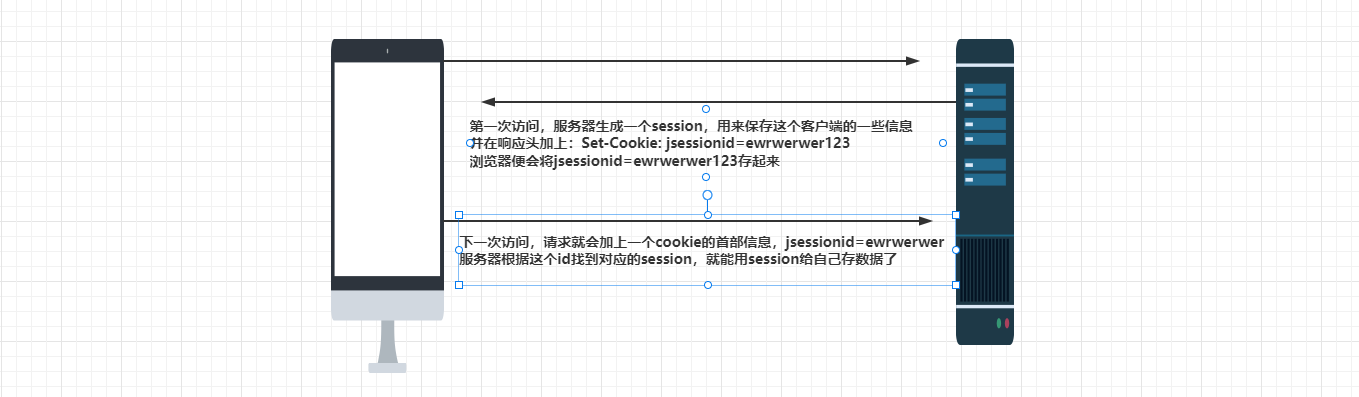 第一次访问，服务器生成一个session，用来保存这个客户端的一些信息
并在响应头加上：Set-Cookie: jsessionid=ewrwerwer123
浏览器便会将jsessionid=ewrwerwer123存起来
下一次访问，请求就会加上一个cookie的首部信息，jsessionid=ewrwerwer
服务器根据这个id找到对应的session，就能用session给自己存数据了